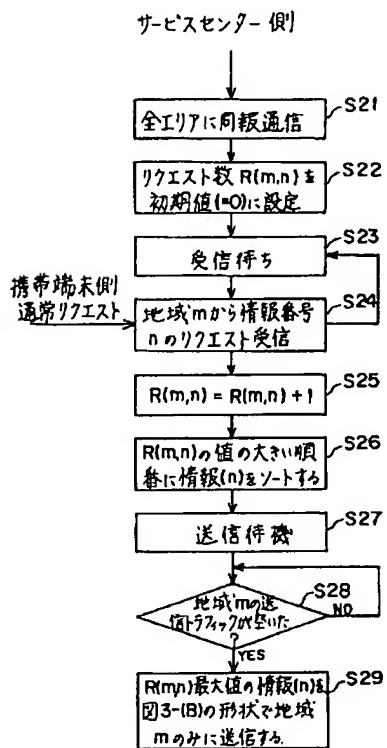 サービスセンター側
S21
全エリアに同報通信
S22
リクエスト数R(m,n)を
初期値(=0)に設定
S23
受信待ち
携帯端末側
通常リクエスト
S24
地域mから情報番号
nのリクエスト受信
S25
R(m,n) = R(m,n) + 1
S26
R(m,n)の値の大きい順
番に情報(n)をソートする
S27
送信待機
S28
地域mの送
信トラフィックが空いた
?
NO
YES
S29
R(m,n)最大値の情報(n)を
図3-(B)の形状で地域
mのみに送信する.